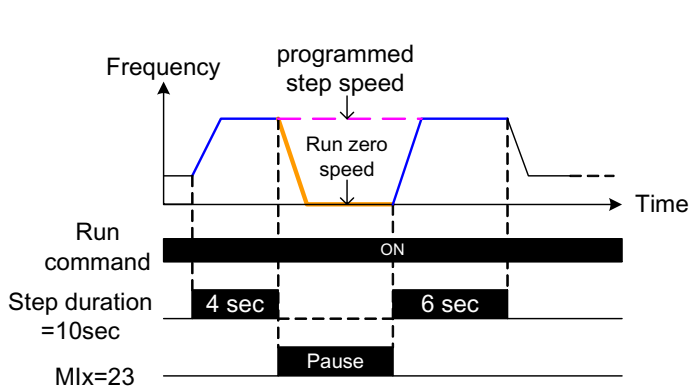 programmed
step speed
Frequency
Run zero
speed
Time
Run
command
ON
Step duration
=10sec
4 sec
6 sec
Pause
MIx=23